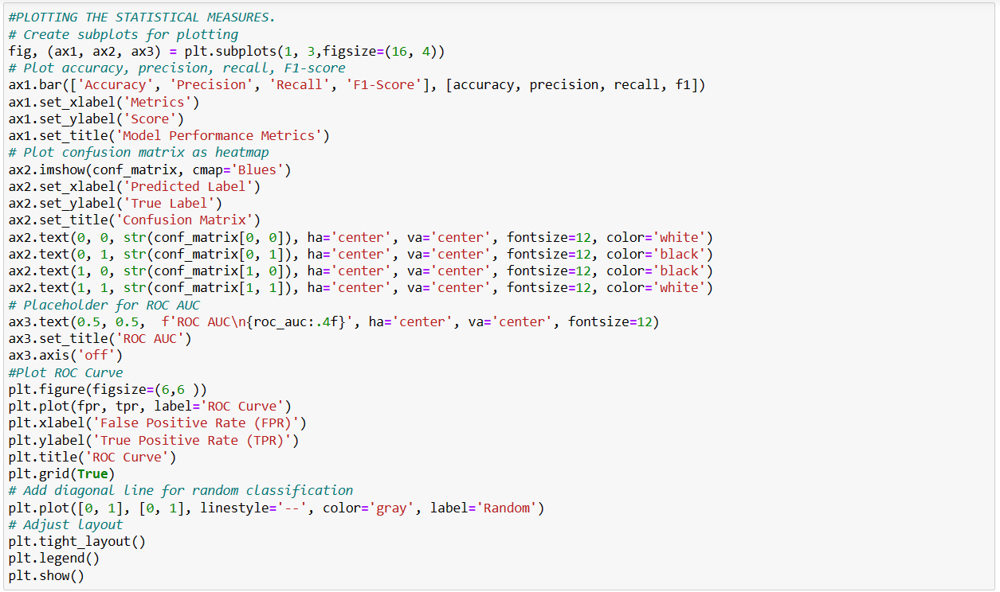 #PLOTTING THE STATISTICAL MEASURES.
# Create subplots for plotting
fig, (ax1, ax2, ax3) = plt.subplots(1, 3,figsize=(16, 4))
# Plot accuracy, precision, recall, F1-score
ax1.bar(['Accuracy', 'Precision', 'Recall', 'F1-Score'], [accuracy, precision, recall, f1])
ax1.set_xlabel('Metrics')
ax1.set_ylabel('Score')
ax1.set_title('Model Performance Metrics')
# Plot confusion matrix as heatmap
ax2.imshow(conf_matrix, cmap='Blues')
ax2.set_xlabel('Predicted Label')
ax2.set_ylabel('True Label')
ax2.set_title('Confusion Matrix')
ax2.text(0, 0, str(conf_matrix[0, 0]), ha='center', va='center', fontsize=12, color='white')
ax2.text(0, 1, str(conf_matrix[0, 1]), ha='center', va='center', fontsize=12, color='black')
ax2.text(1, 0, str(conf_matrix[1, 0]), ha='center', va='center', fontsize=12, color='black')
ax2.text(1, 1, str(conf_matrix[1, 1]), ha='center', va='center', fontsize=12, color='white')
# Placeholder for ROC AUC
ax3.text(0.5, 0.5,  f'ROC AUC\n{roc_auc:.4f}', ha='center', va='center', fontsize=12)
ax3.set_title('ROC AUC')
ax3.axis('off')
#Plot ROC Curve
plt.figure(figsize=(6,6 ))
plt.plot(fpr, tpr, label='ROC Curve')
plt.xlabel('False Positive Rate (FPR)')
plt.ylabel('True Positive Rate (TPR)')
plt.title('ROC Curve')
plt.grid(True)
# Add diagonal line for random classification
plt.plot([0, 1], [0, 1], linestyle='--', color='gray', label='Random')
# Adjust layout
plt.tight_layout()
plt.legend()
plt.show()